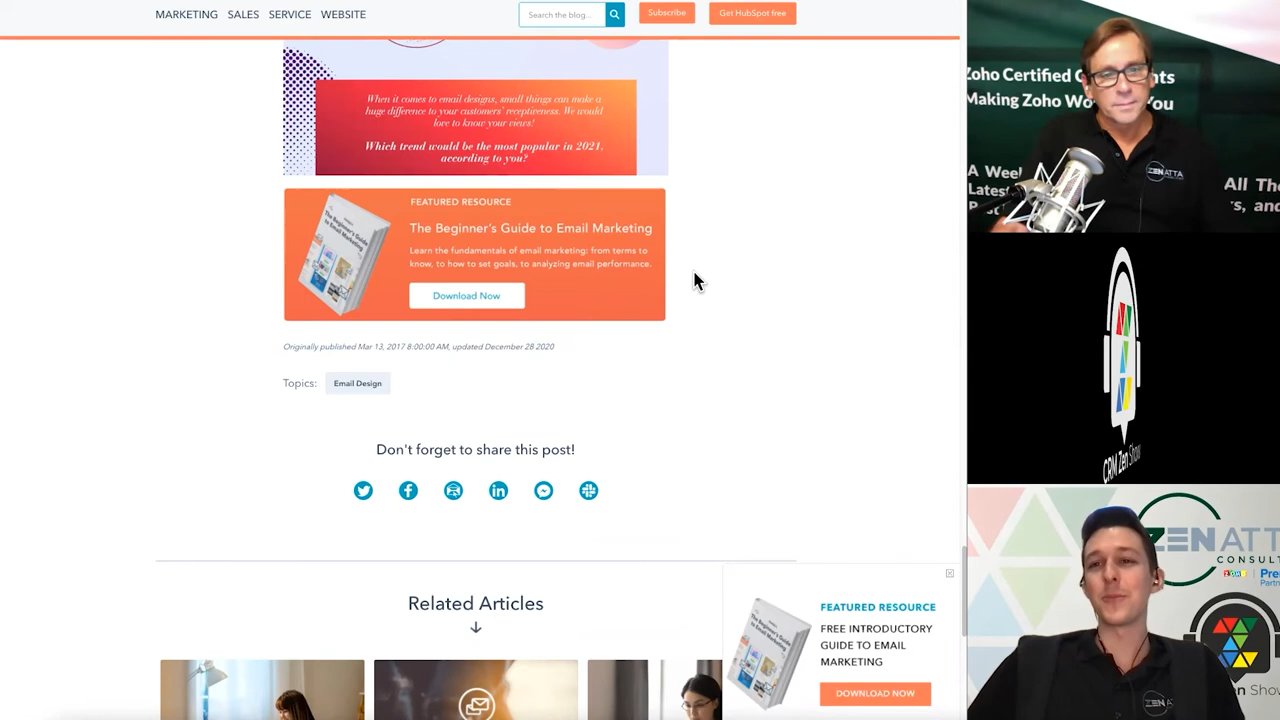 MARKETING SALES SERVICE WEBSITE
Search the blog...
Subscribe
Get HubSpot free
When it comes to email designs, small things can make a
huge difference to your customers' receptiveness. We would
love to know your views!
Which trend would be the most popular in 2021,
according to you?
FEATURED RESOURCE
The Beginner's Guide to Email Marketing
Learn the fundamentals of email marketing: from terms to
know, to how to set goals, to analyzing email performance.
Download Now
Originally published Mar 13, 2017 8:00:00 AM, updated December 28 2020
Topics: Email Design
Don't forget to share this post!
Related Articles
FEATURED RESOURCE
FREE INTRODUCTORY
GUIDE TO EMAIL
MARKETING
DOWNLOAD NOW
Zoho Certified
Making Zoho
A
All
ZENATTA
CRM Zen Show
ZENATT
CONSUL